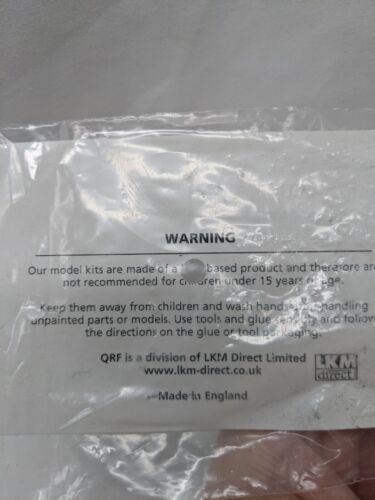 WARNING
Our model kits are made of a based product and therefore are
not recommended for children under 15 years of age.
Keep them away from children and wash hands handling
unpainted parts or models. Use tools and glue safely and follow
the directions on the glue or tool packaging.
QRF is a division of LKM Direct Limited
www.lkm-direct.co.uk
LKM
direct
Made in England